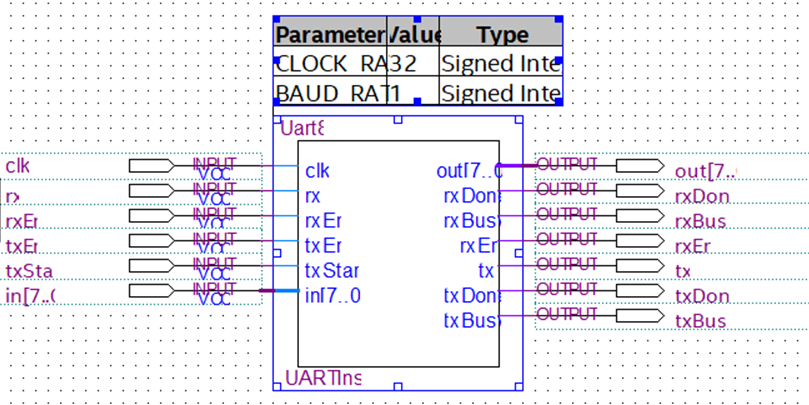 Parameter Value Type
CLOCK_RA 32 Signed Inte
BAUD_RAT 1 Signed Inte
Uart8
clk INPUT VCC clk out[7..0 OUTPUT out[7..
rx INPUT VCC rx rxDon OUTPUT rxDon
rxEr INPUT VCC rxEr rxBus OUTPUT rxBus
txEr INPUT VCC txEr rxEr OUTPUT rxEr
txSta INPUT VCC txStar tx OUTPUT tx
in[7..0 INPUT VCC in[7..0 txDon OUTPUT txDon
txBus OUTPUT txBus
UARTIns